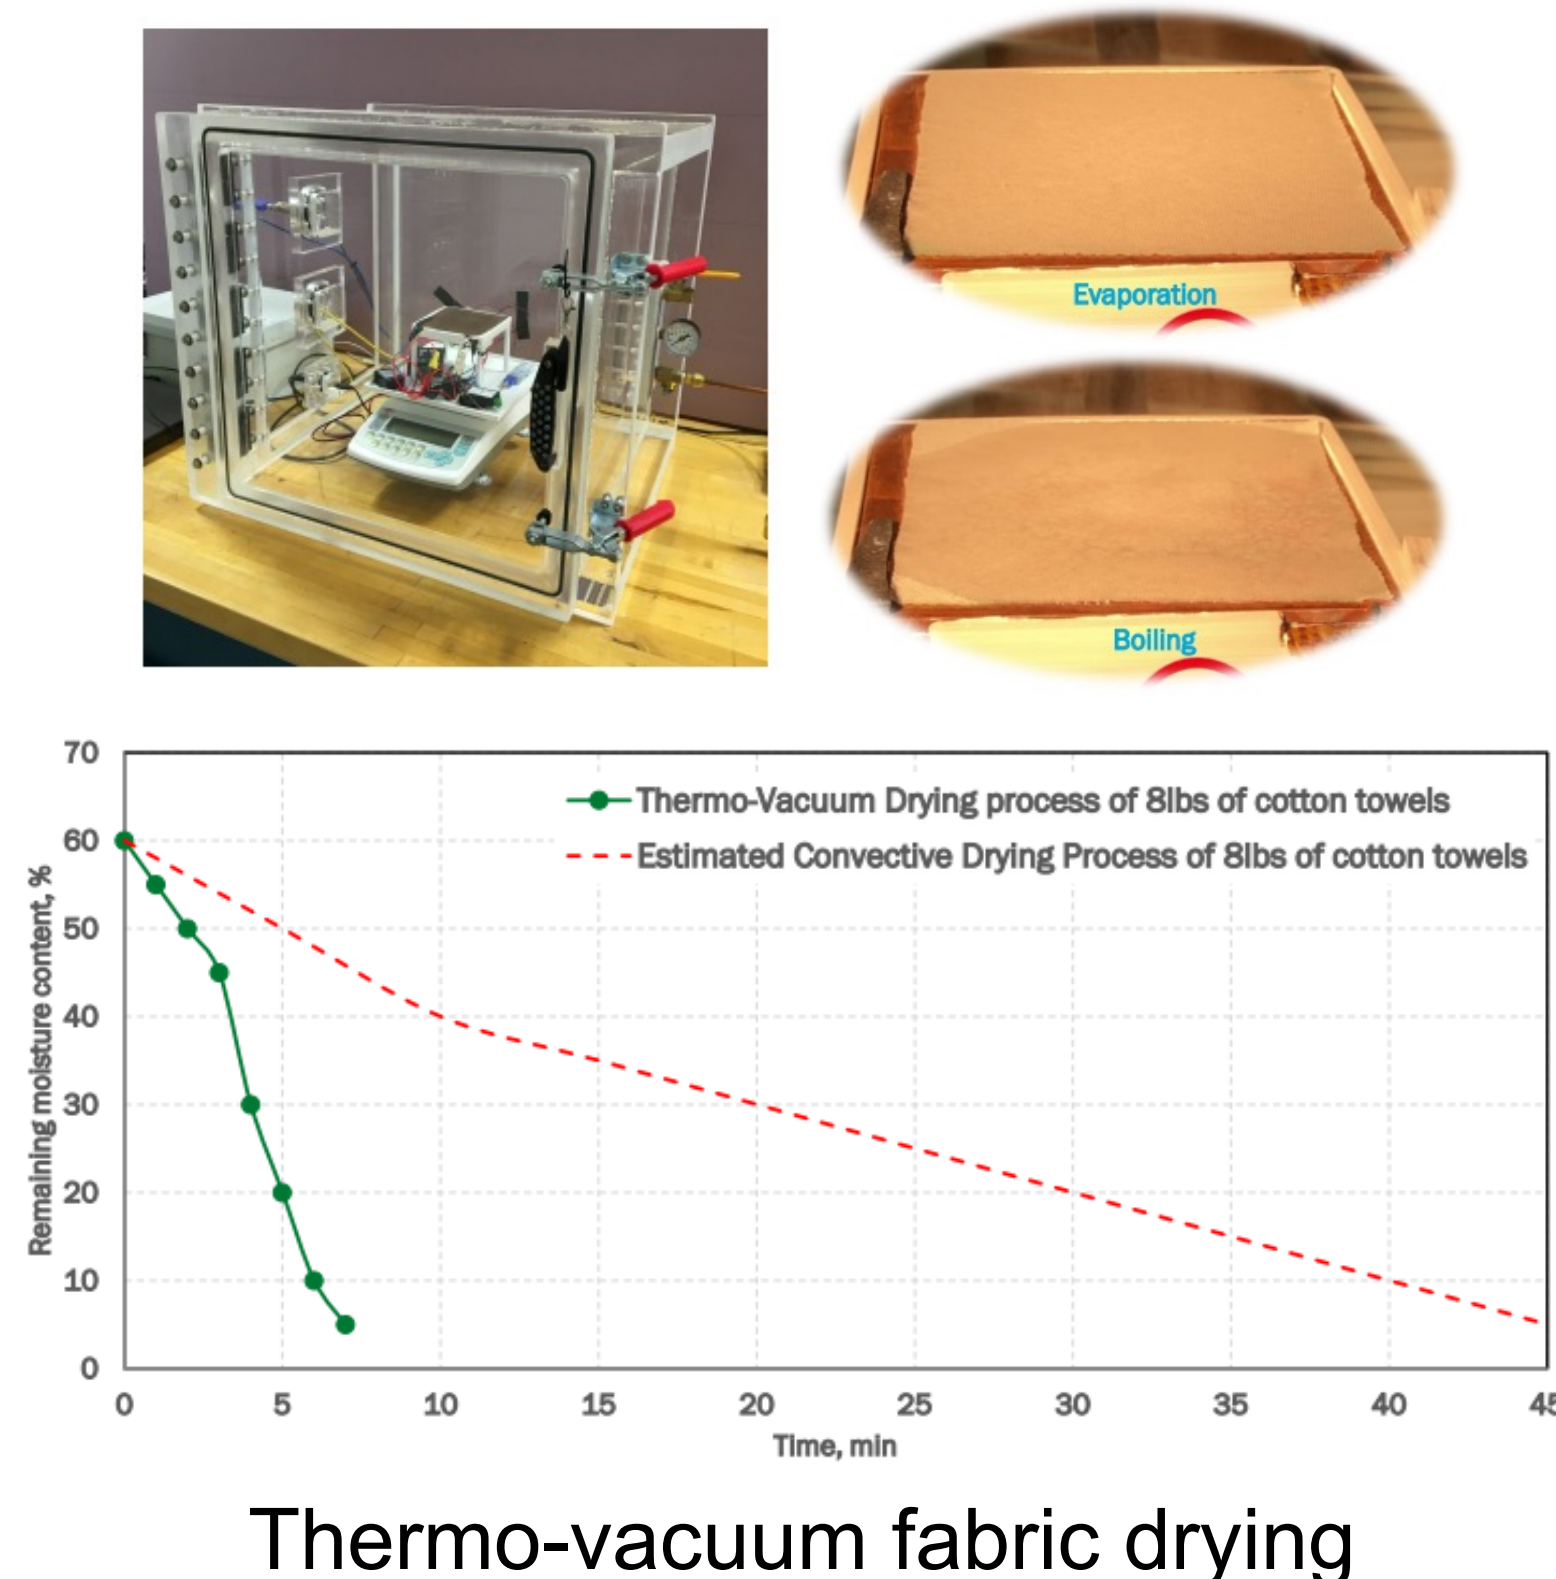 Evaporation
Boiling
70
60
50
40
30
20
10
0
Remaining moisture content, %
Thermo-Vacuum Drying process of 8lbs of cotton towels
Estimated Convective Drying Process of 8lbs of cotton towels
0 5 10 15 20 25 30 35 40 45
Time, min
Thermo-vacuum fabric drying